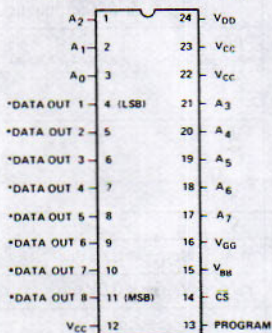 A2 1 24 VDD
A1 2 23 VCC
A0 3 22 VCC
*DATA OUT 1 4 (LSB) 21 A3
*DATA OUT 2 5 20 A4
*DATA OUT 3 6 19 A5
*DATA OUT 4 7 18 A6
*DATA OUT 5 8 17 A7
*DATA OUT 6 9 16 VGG
*DATA OUT 7 10 15 VBB
*DATA OUT 8 11 (MSB) 14 CS
VCC 12 13 PROGRAM